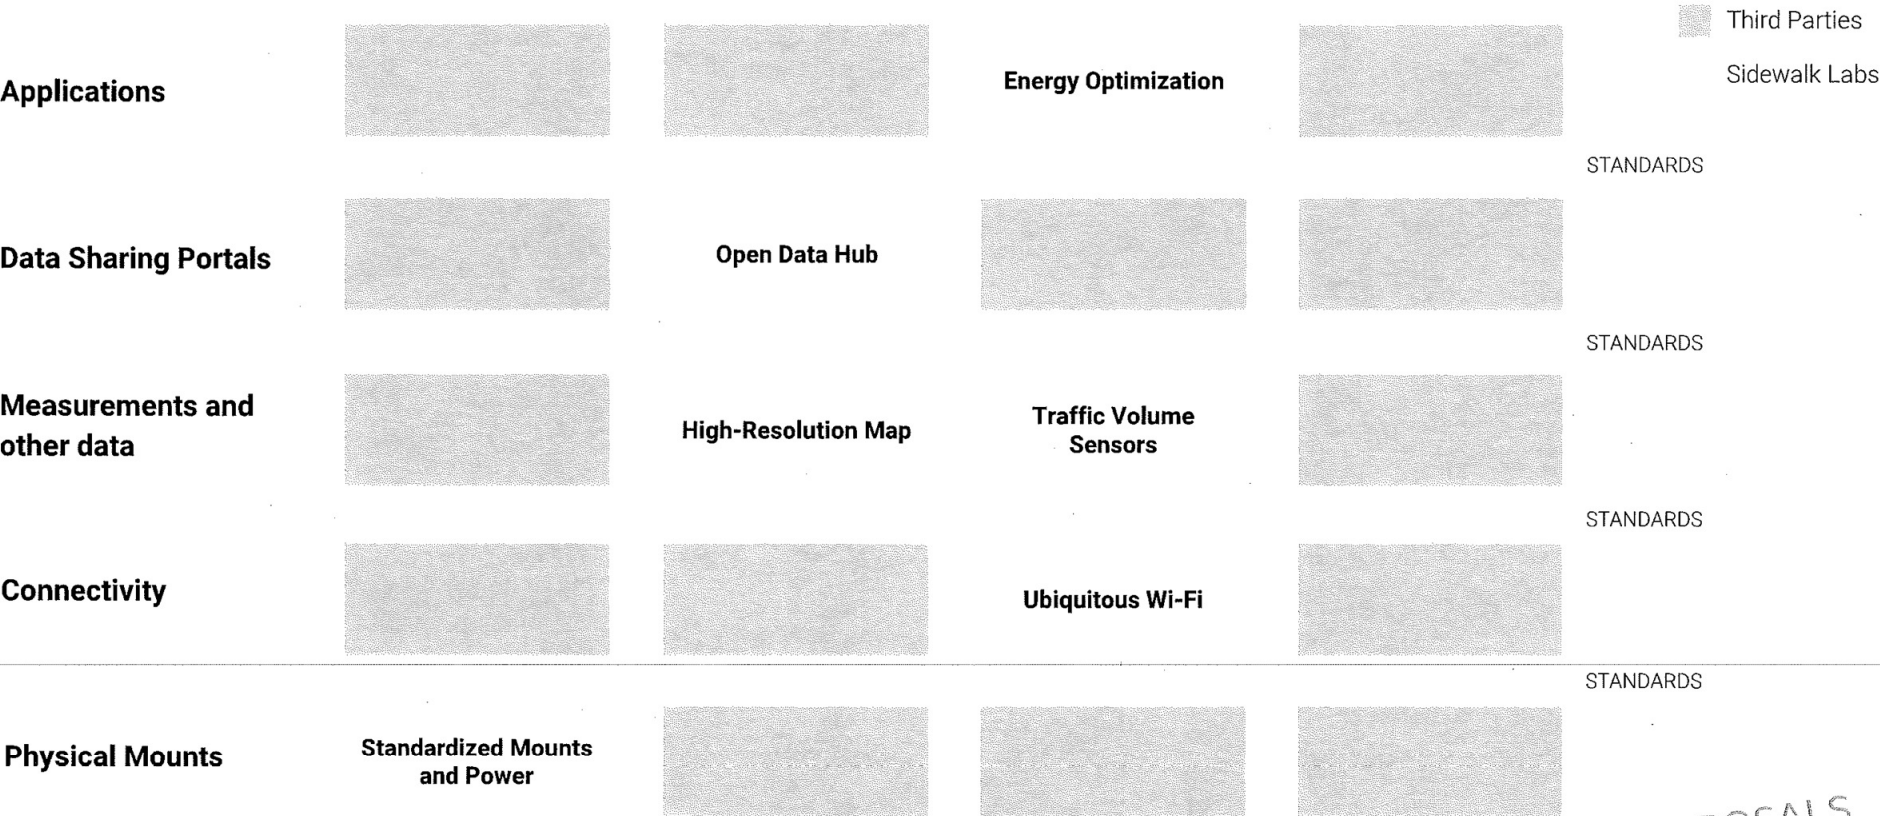 Third Parties
Sidewalk Labs
Applications
Energy Optimization
STANDARDS
Data Sharing Portals
Open Data Hub
STANDARDS
Measurements and
other data
High-Resolution Map
Traffic Volume
Sensors
STANDARDS
Connectivity
Ubiquitous Wi-Fi
STANDARDS
Physical Mounts
Standardized Mounts
and Power